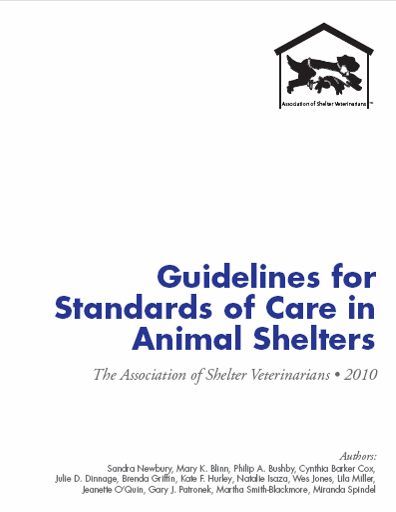 Association of Shelter Veterinarians™
Guidelines for
Standards of Care in
Animal Shelters
The Association of Shelter Veterinarians • 2010
Authors:
Sandra Newbury, Mary K. Blinn, Philip A. Bushby, Cynthia Barker Cox,
Julie D. Dinnage, Brenda Griffin, Kate F. Hurley, Natalie Isaza, Wes Jones, Lila Miller,
Jeanette O'Quin, Gary J. Patronek, Martha Smith-Blackmore, Miranda Spindel